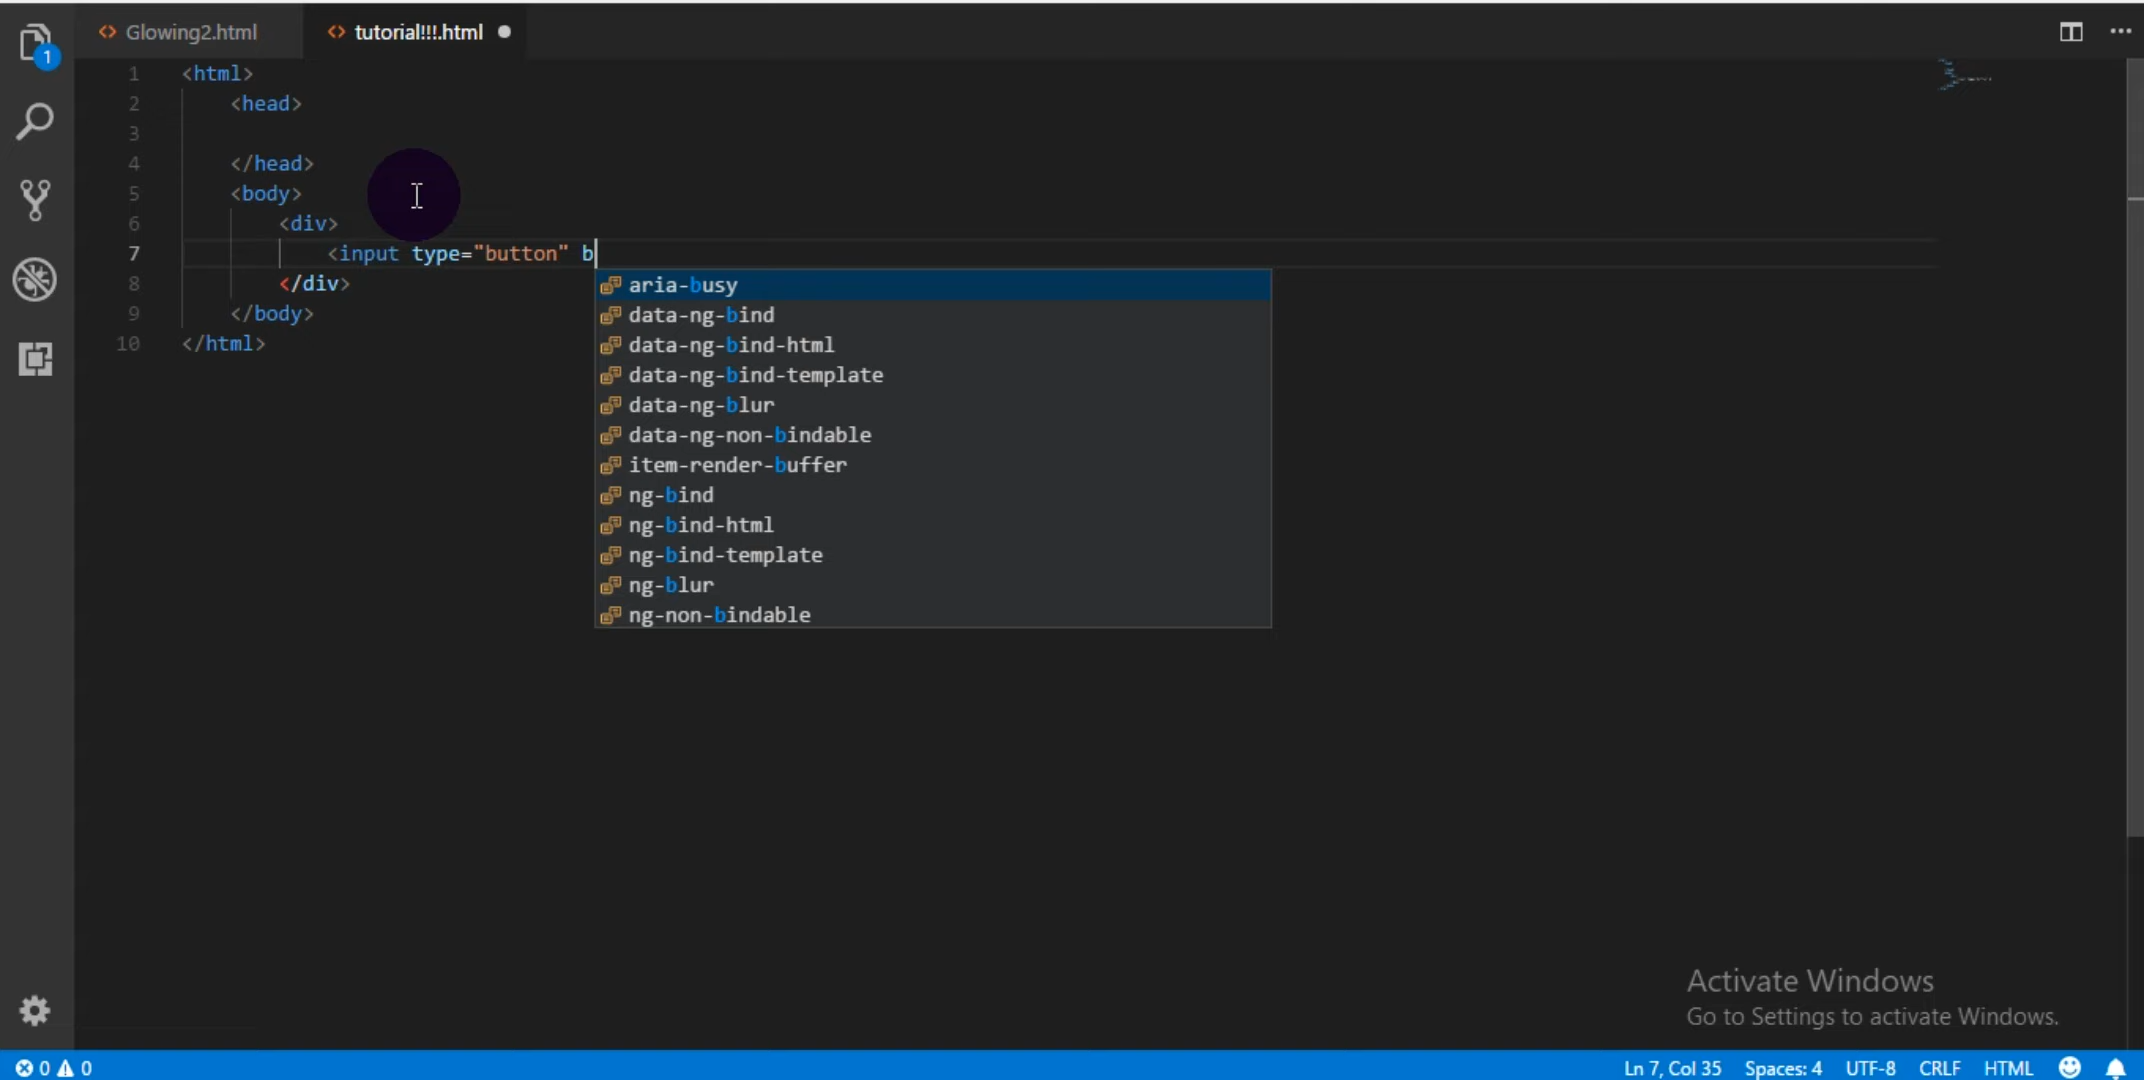 Glowing2.html tutorial!!!.html
1
1 <html>
2 <head>
3
4 </head>
5 <body>
6 <div>
7 <input type="button" b
8 </div>
9 </body>
10 </html>
aria-busy
data-ng-bind
data-ng-bind-html
data-ng-bind-template
data-ng-blur
data-ng-non-bindable
item-render-buffer
ng-bind
ng-bind-html
ng-bind-template
ng-blur
ng-non-bindable
Activate Windows
Go to Settings to activate Windows.
0 0 Ln 7, Col 35 Spaces: 4 UTF-8 CRLF HTML